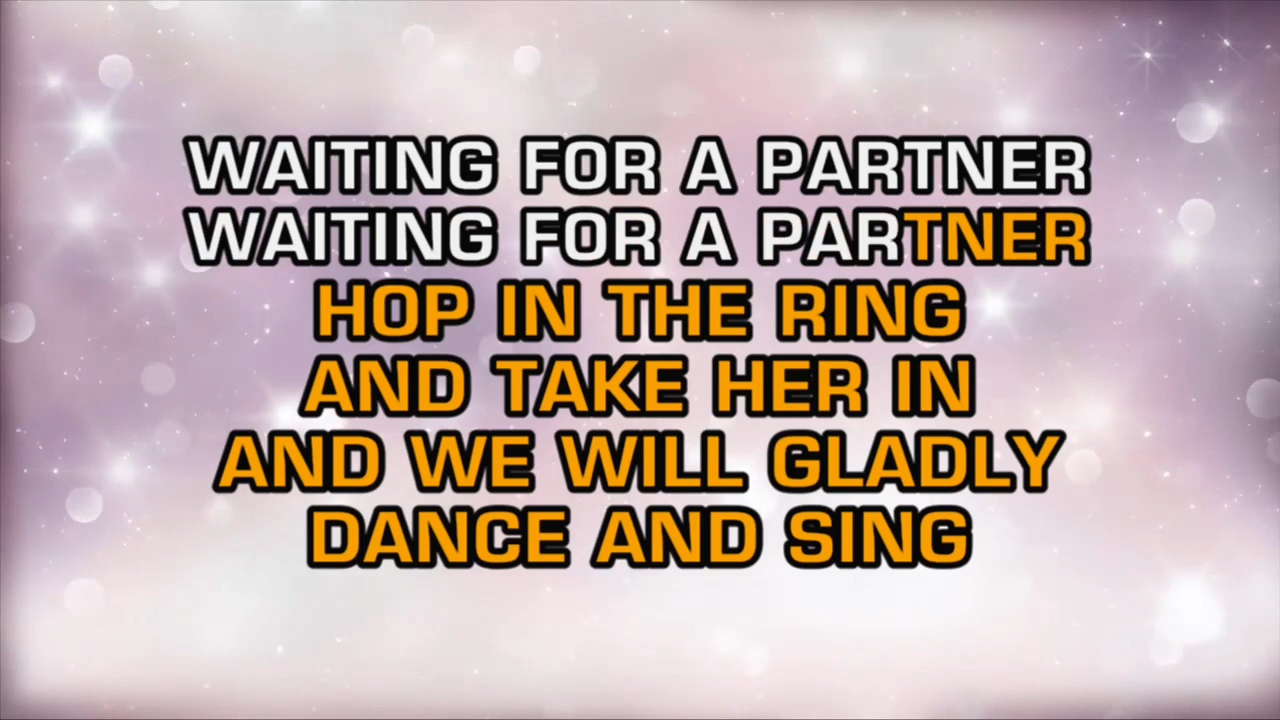 WAITING FOR A PARTNER
WAITING FOR A PARTNER
HOP IN THE RING
AND TAKE HER IN
AND WE WILL GLADLY
DANCE AND SING